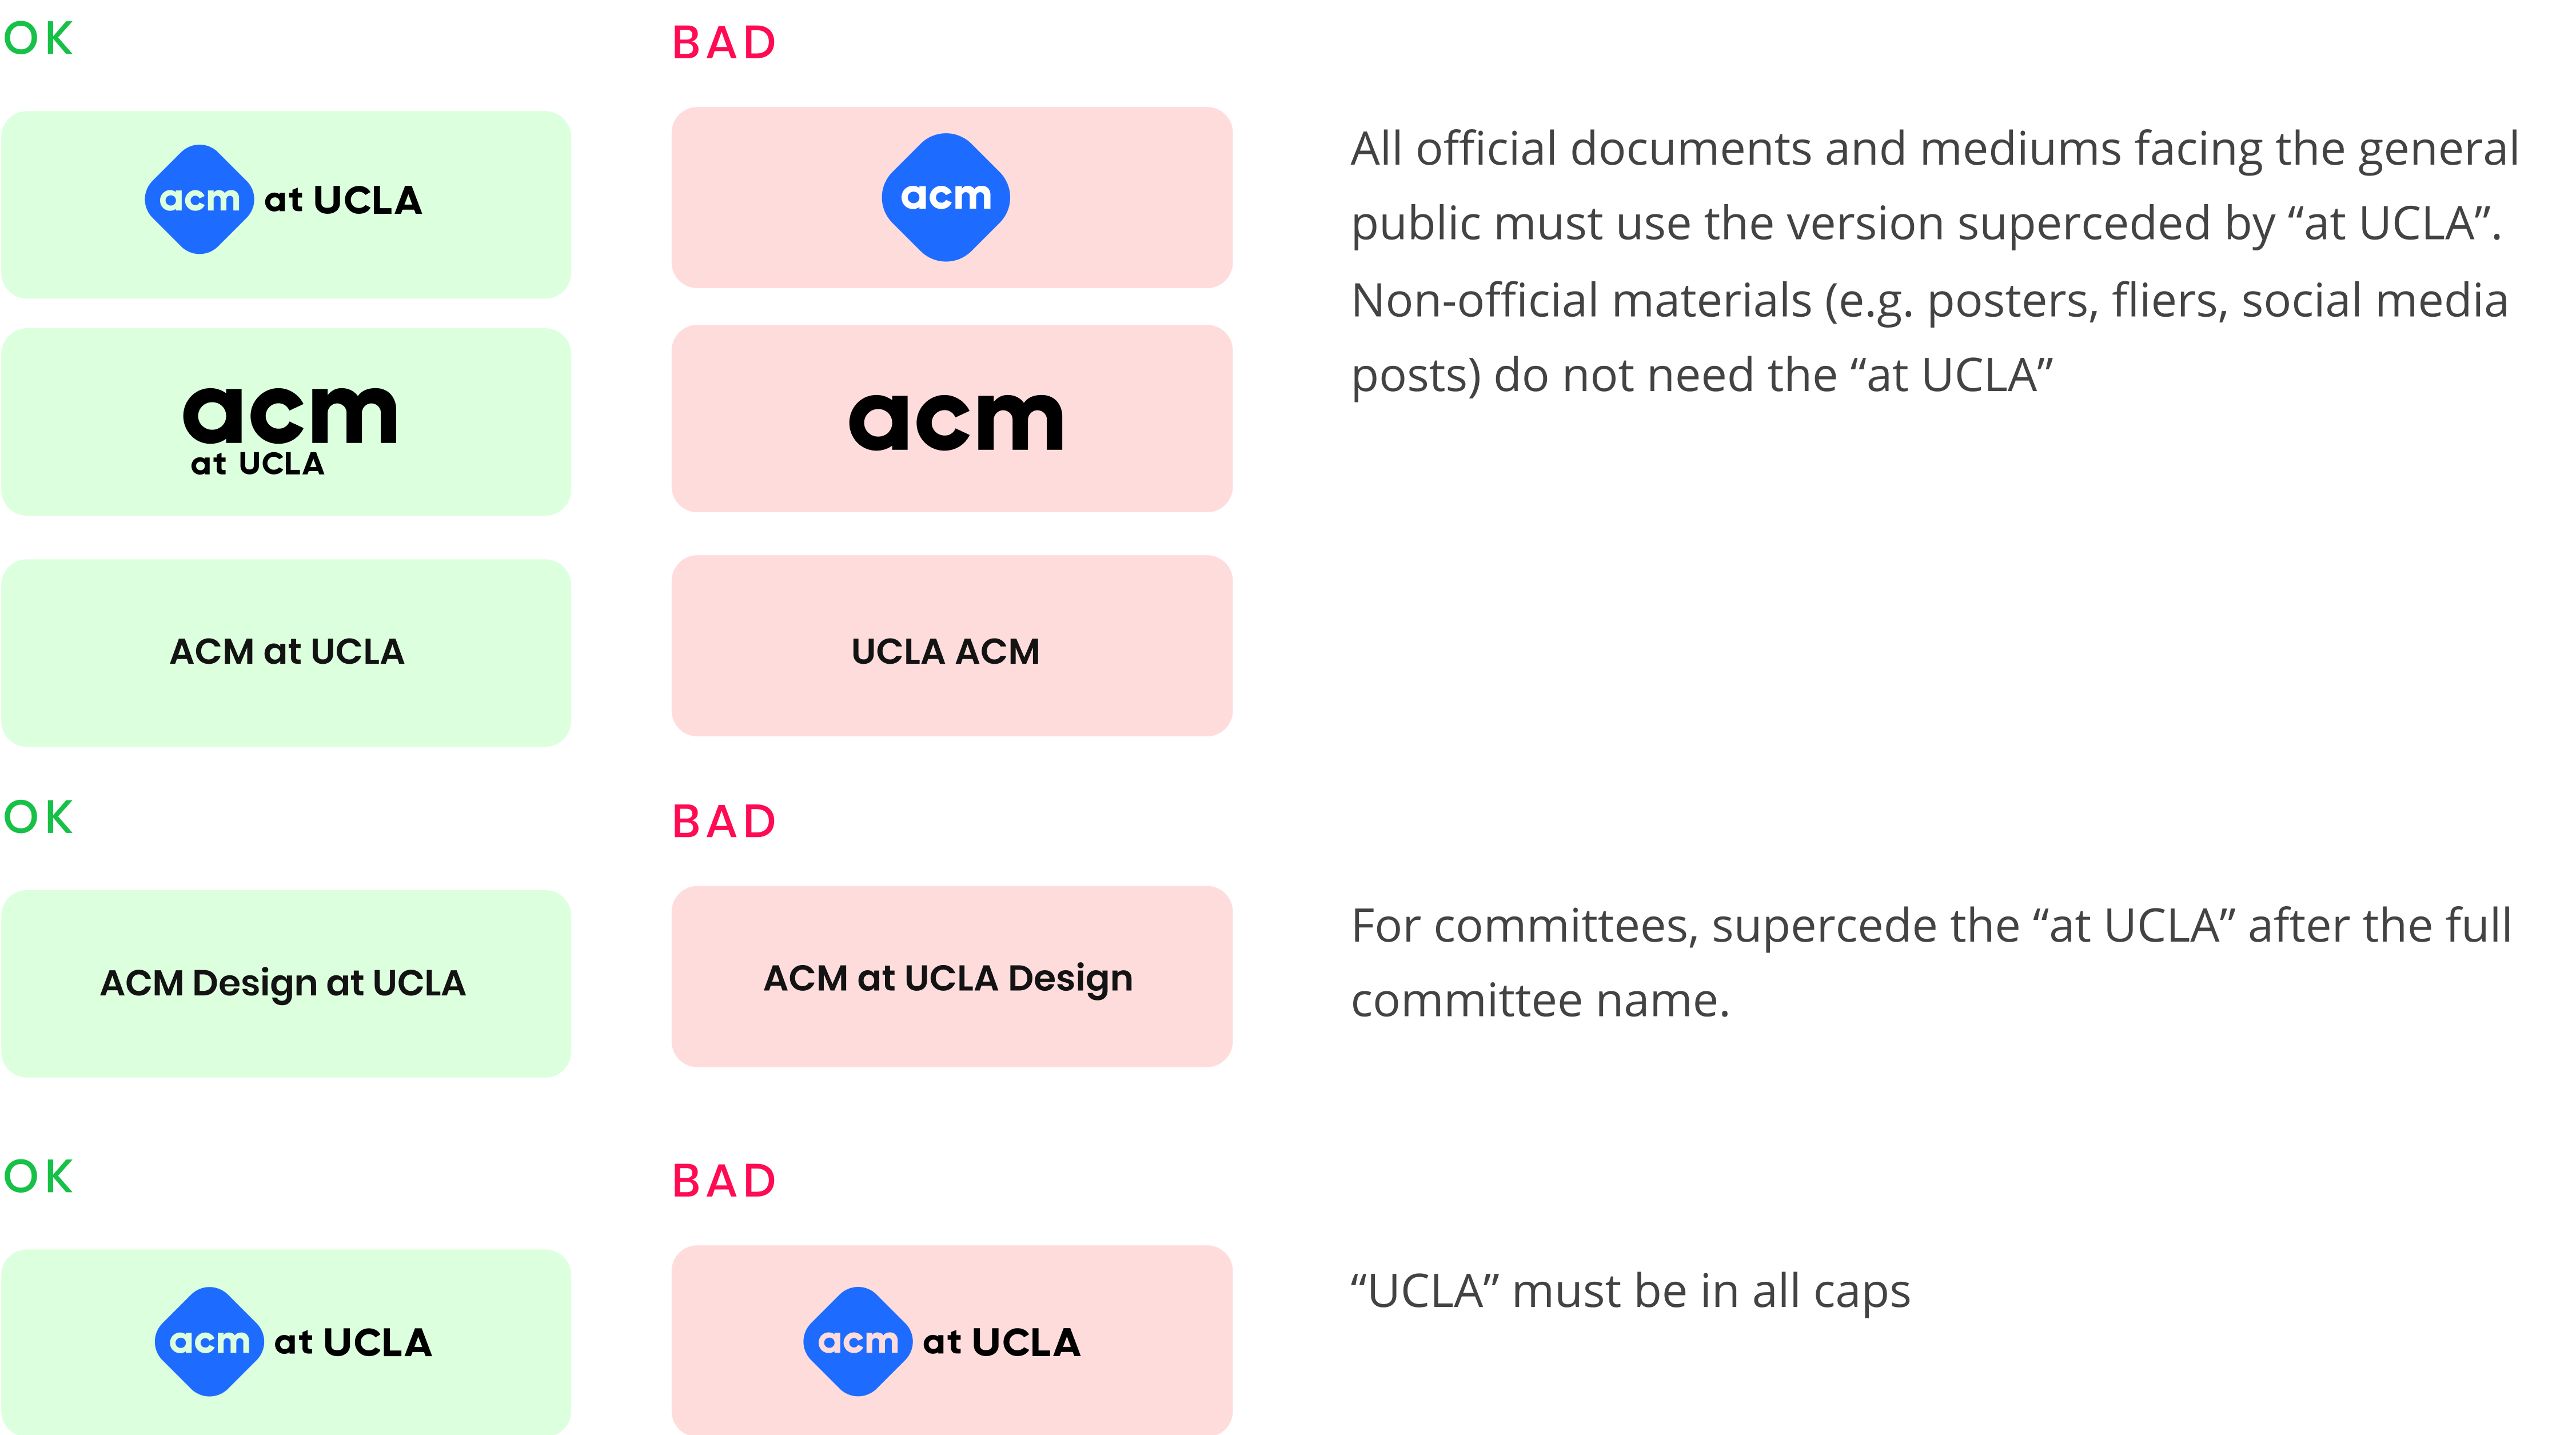 OK
BAD
acm at UCLA
acm
All official documents and mediums facing the general
public must use the version superceded by “at UCLA”.
Non-official materials (e.g. posters, fliers, social media
posts) do not need the “at UCLA”
acm
at UCLA
acm
ACM at UCLA
UCLA ACM
OK
BAD
ACM Design at UCLA
ACM at UCLA Design
For committees, supercede the “at UCLA” after the full
committee name.
OK
BAD
acm at UCLA
acm at UCLA
“UCLA” must be in all caps